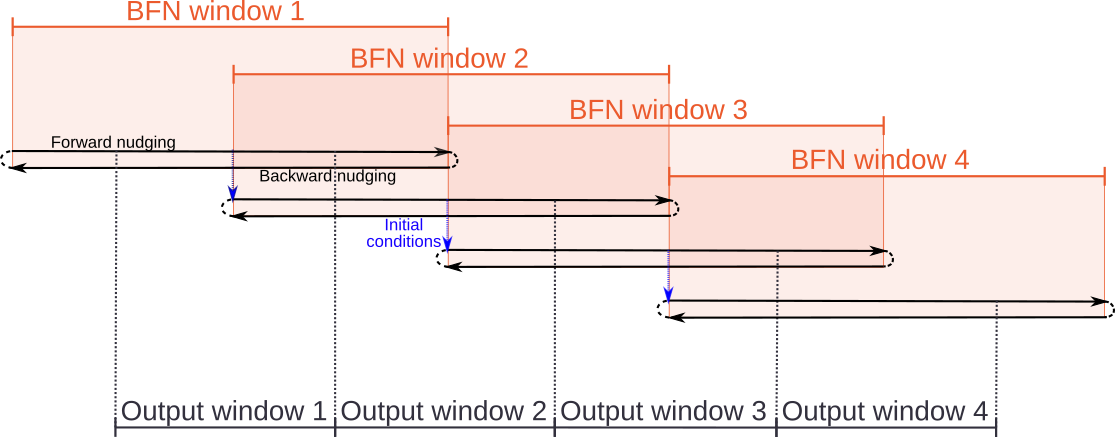 BFN window 1
BFN window 2
BFN window 3
Forward nudging
BFN window 4
Backward nudging
Initial
conditions
Output window 1
Output window 2
Output window 3
Output window 4